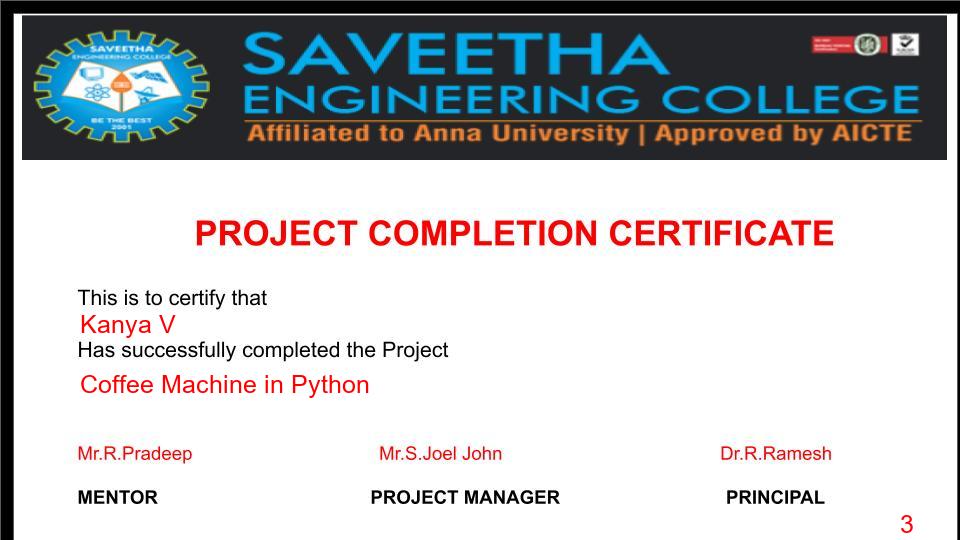 SAVEETHA
ENGINEERING COLLEGE
BE THE BEST
2001
SAVEETHA
ENGINEERING COLLEGE
Affiliated to Anna University | Approved by AICTE
PROJECT COMPLETION CERTIFICATE
This is to certify that
Kanya V
Has successfully completed the Project
Coffee Machine in Python
Mr.R.Pradeep Mr.S.Joel John Dr.R.Ramesh
MENTOR PROJECT MANAGER PRINCIPAL
3